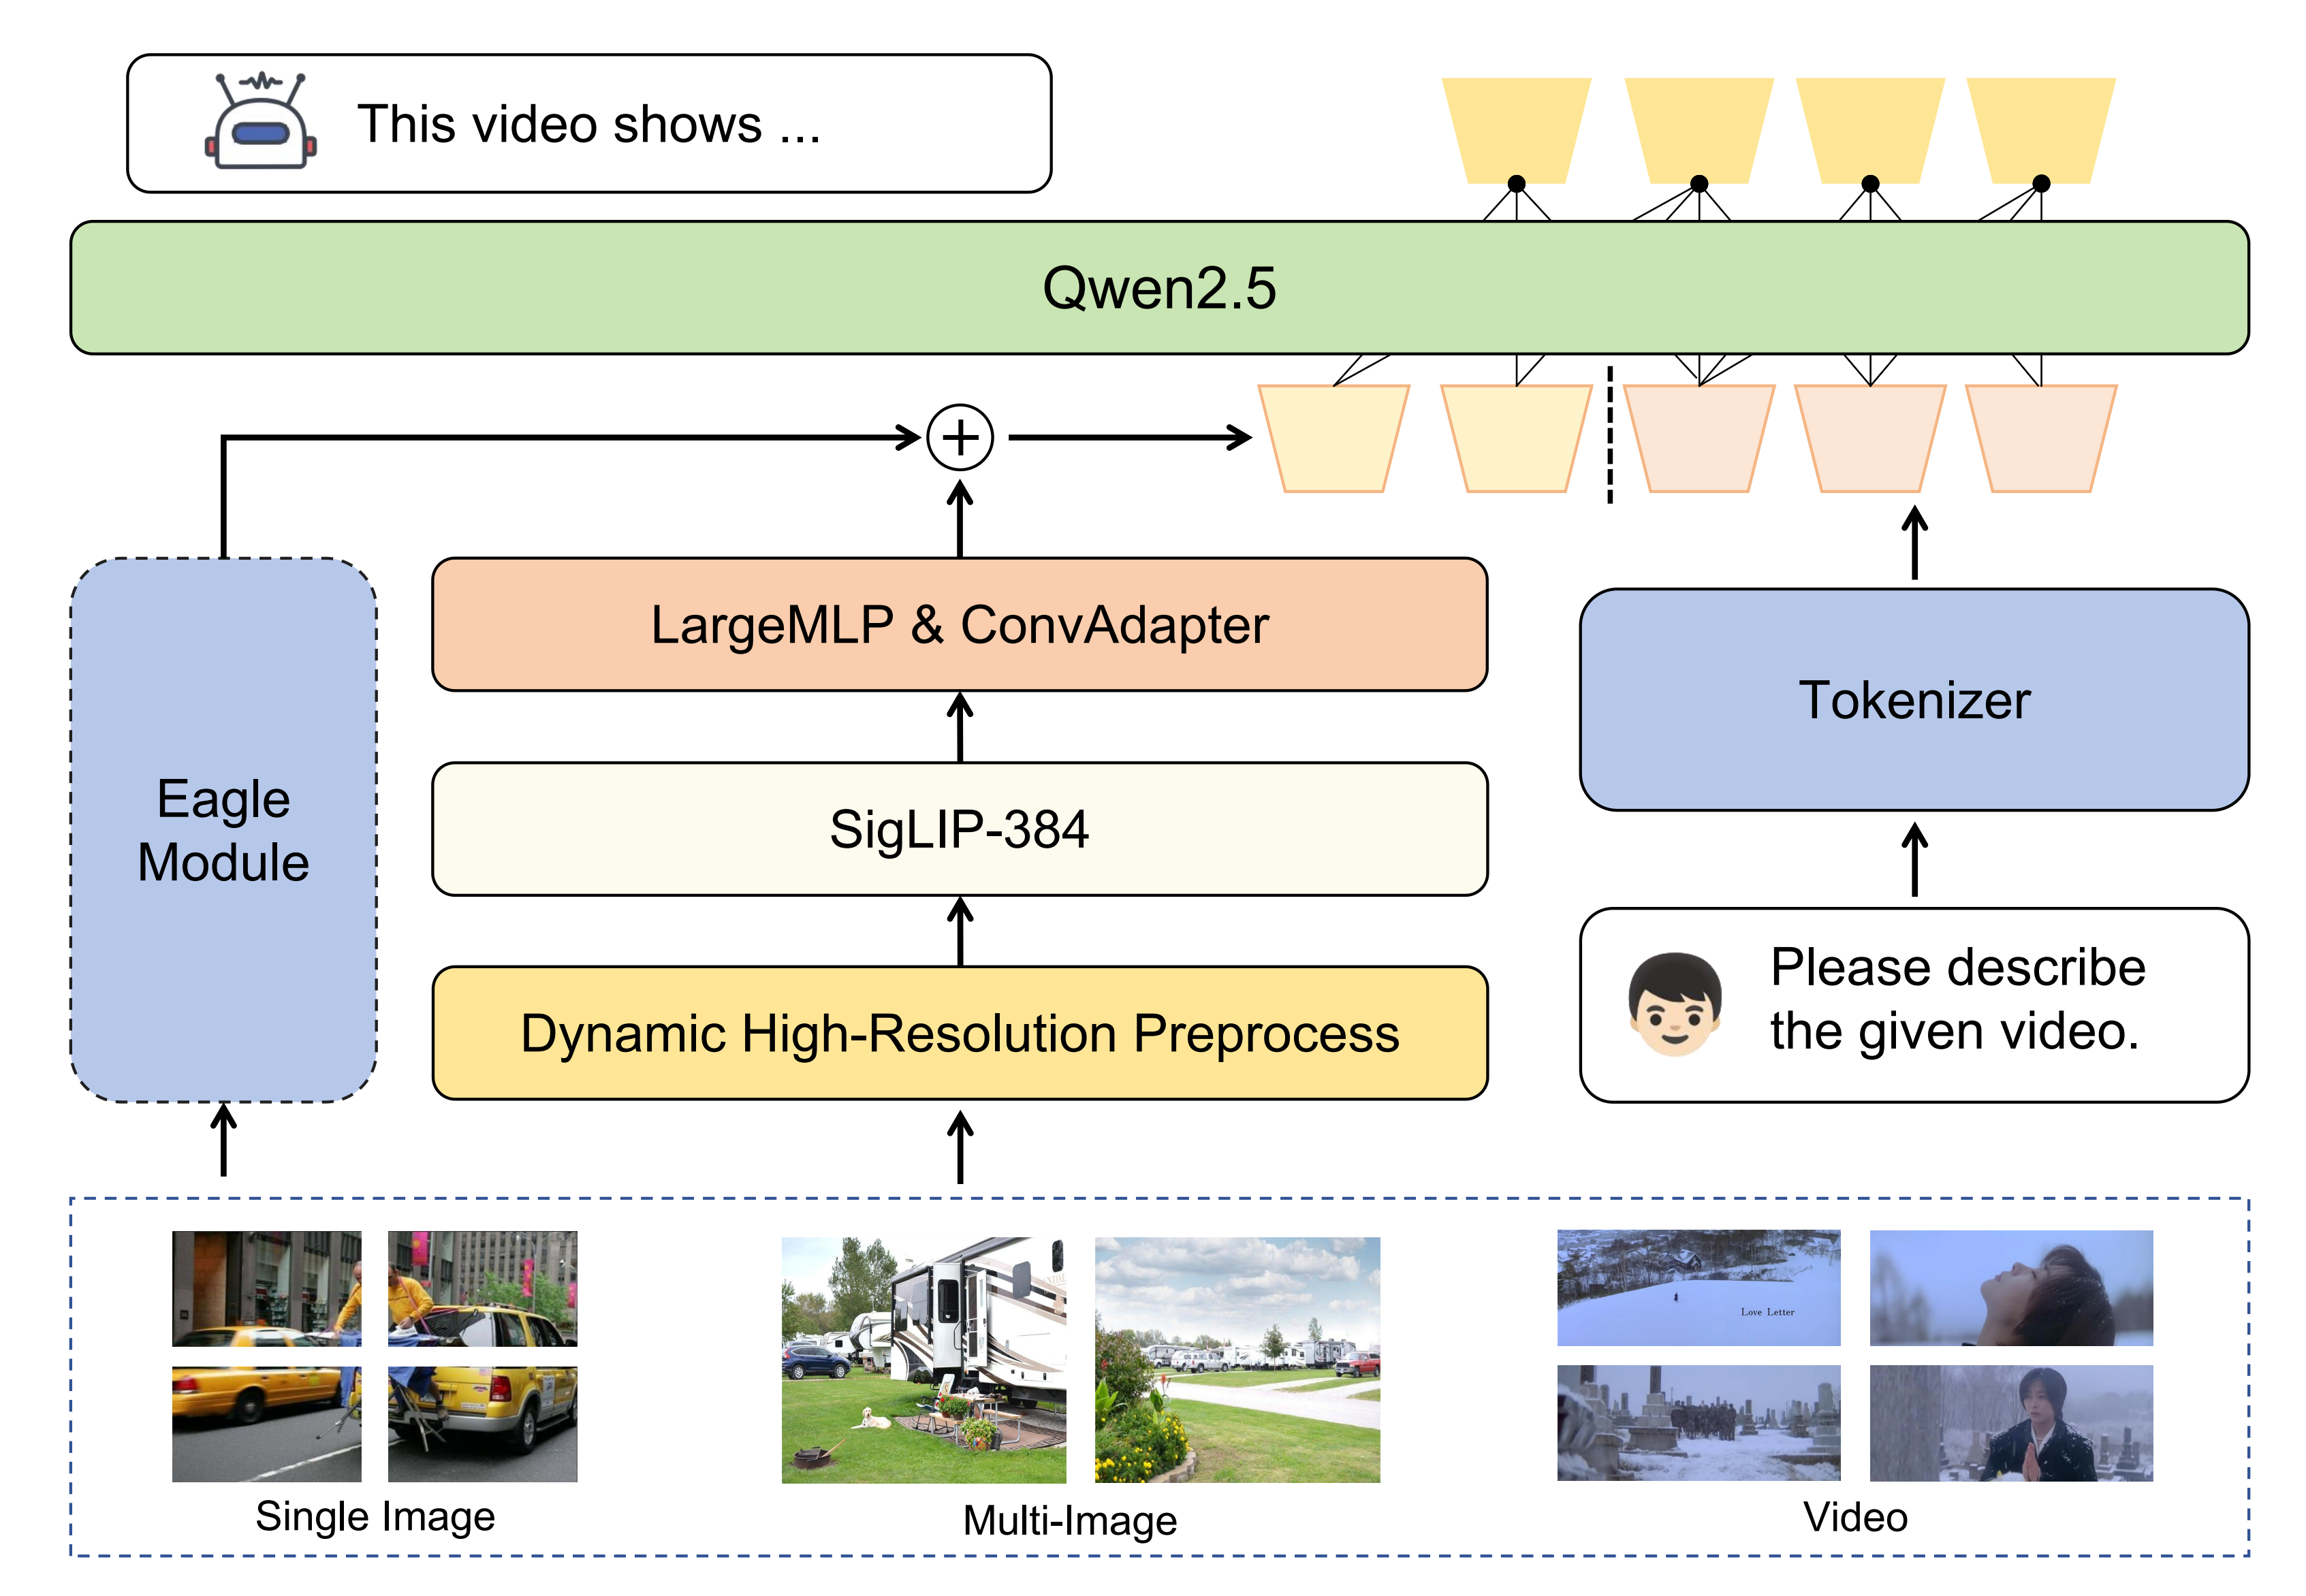 This video shows ...
Qwen2.5
LargeMLP & ConvAdapter
SigLIP-384
Dynamic High-Resolution Preprocess
Eagle
Module
Tokenizer
Please describe
the given video.
Love Letter
Single Image
Multi-Image
Video